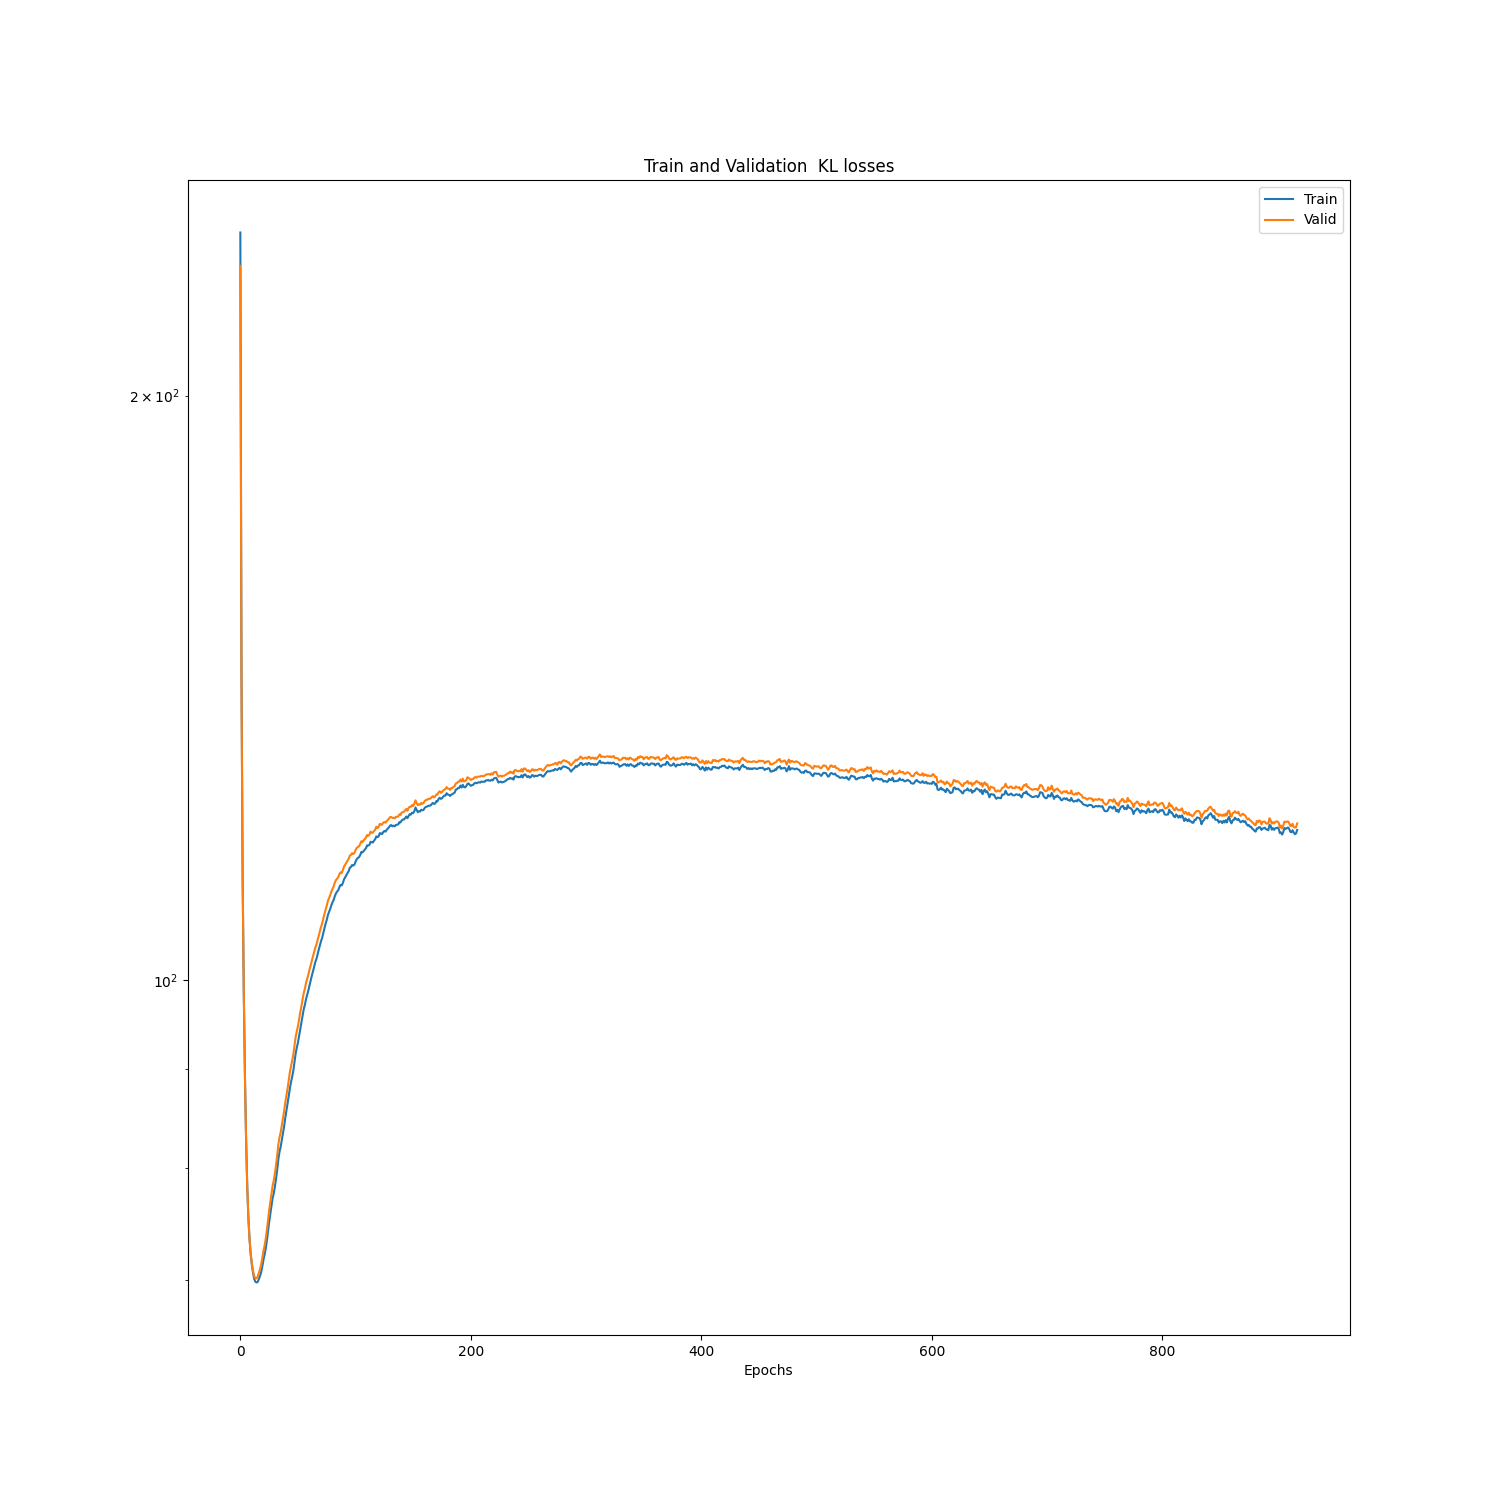 Train and Validation  KL losses
Train
Valid
2 × 10²
10²
0 200 400 600 800
Epochs